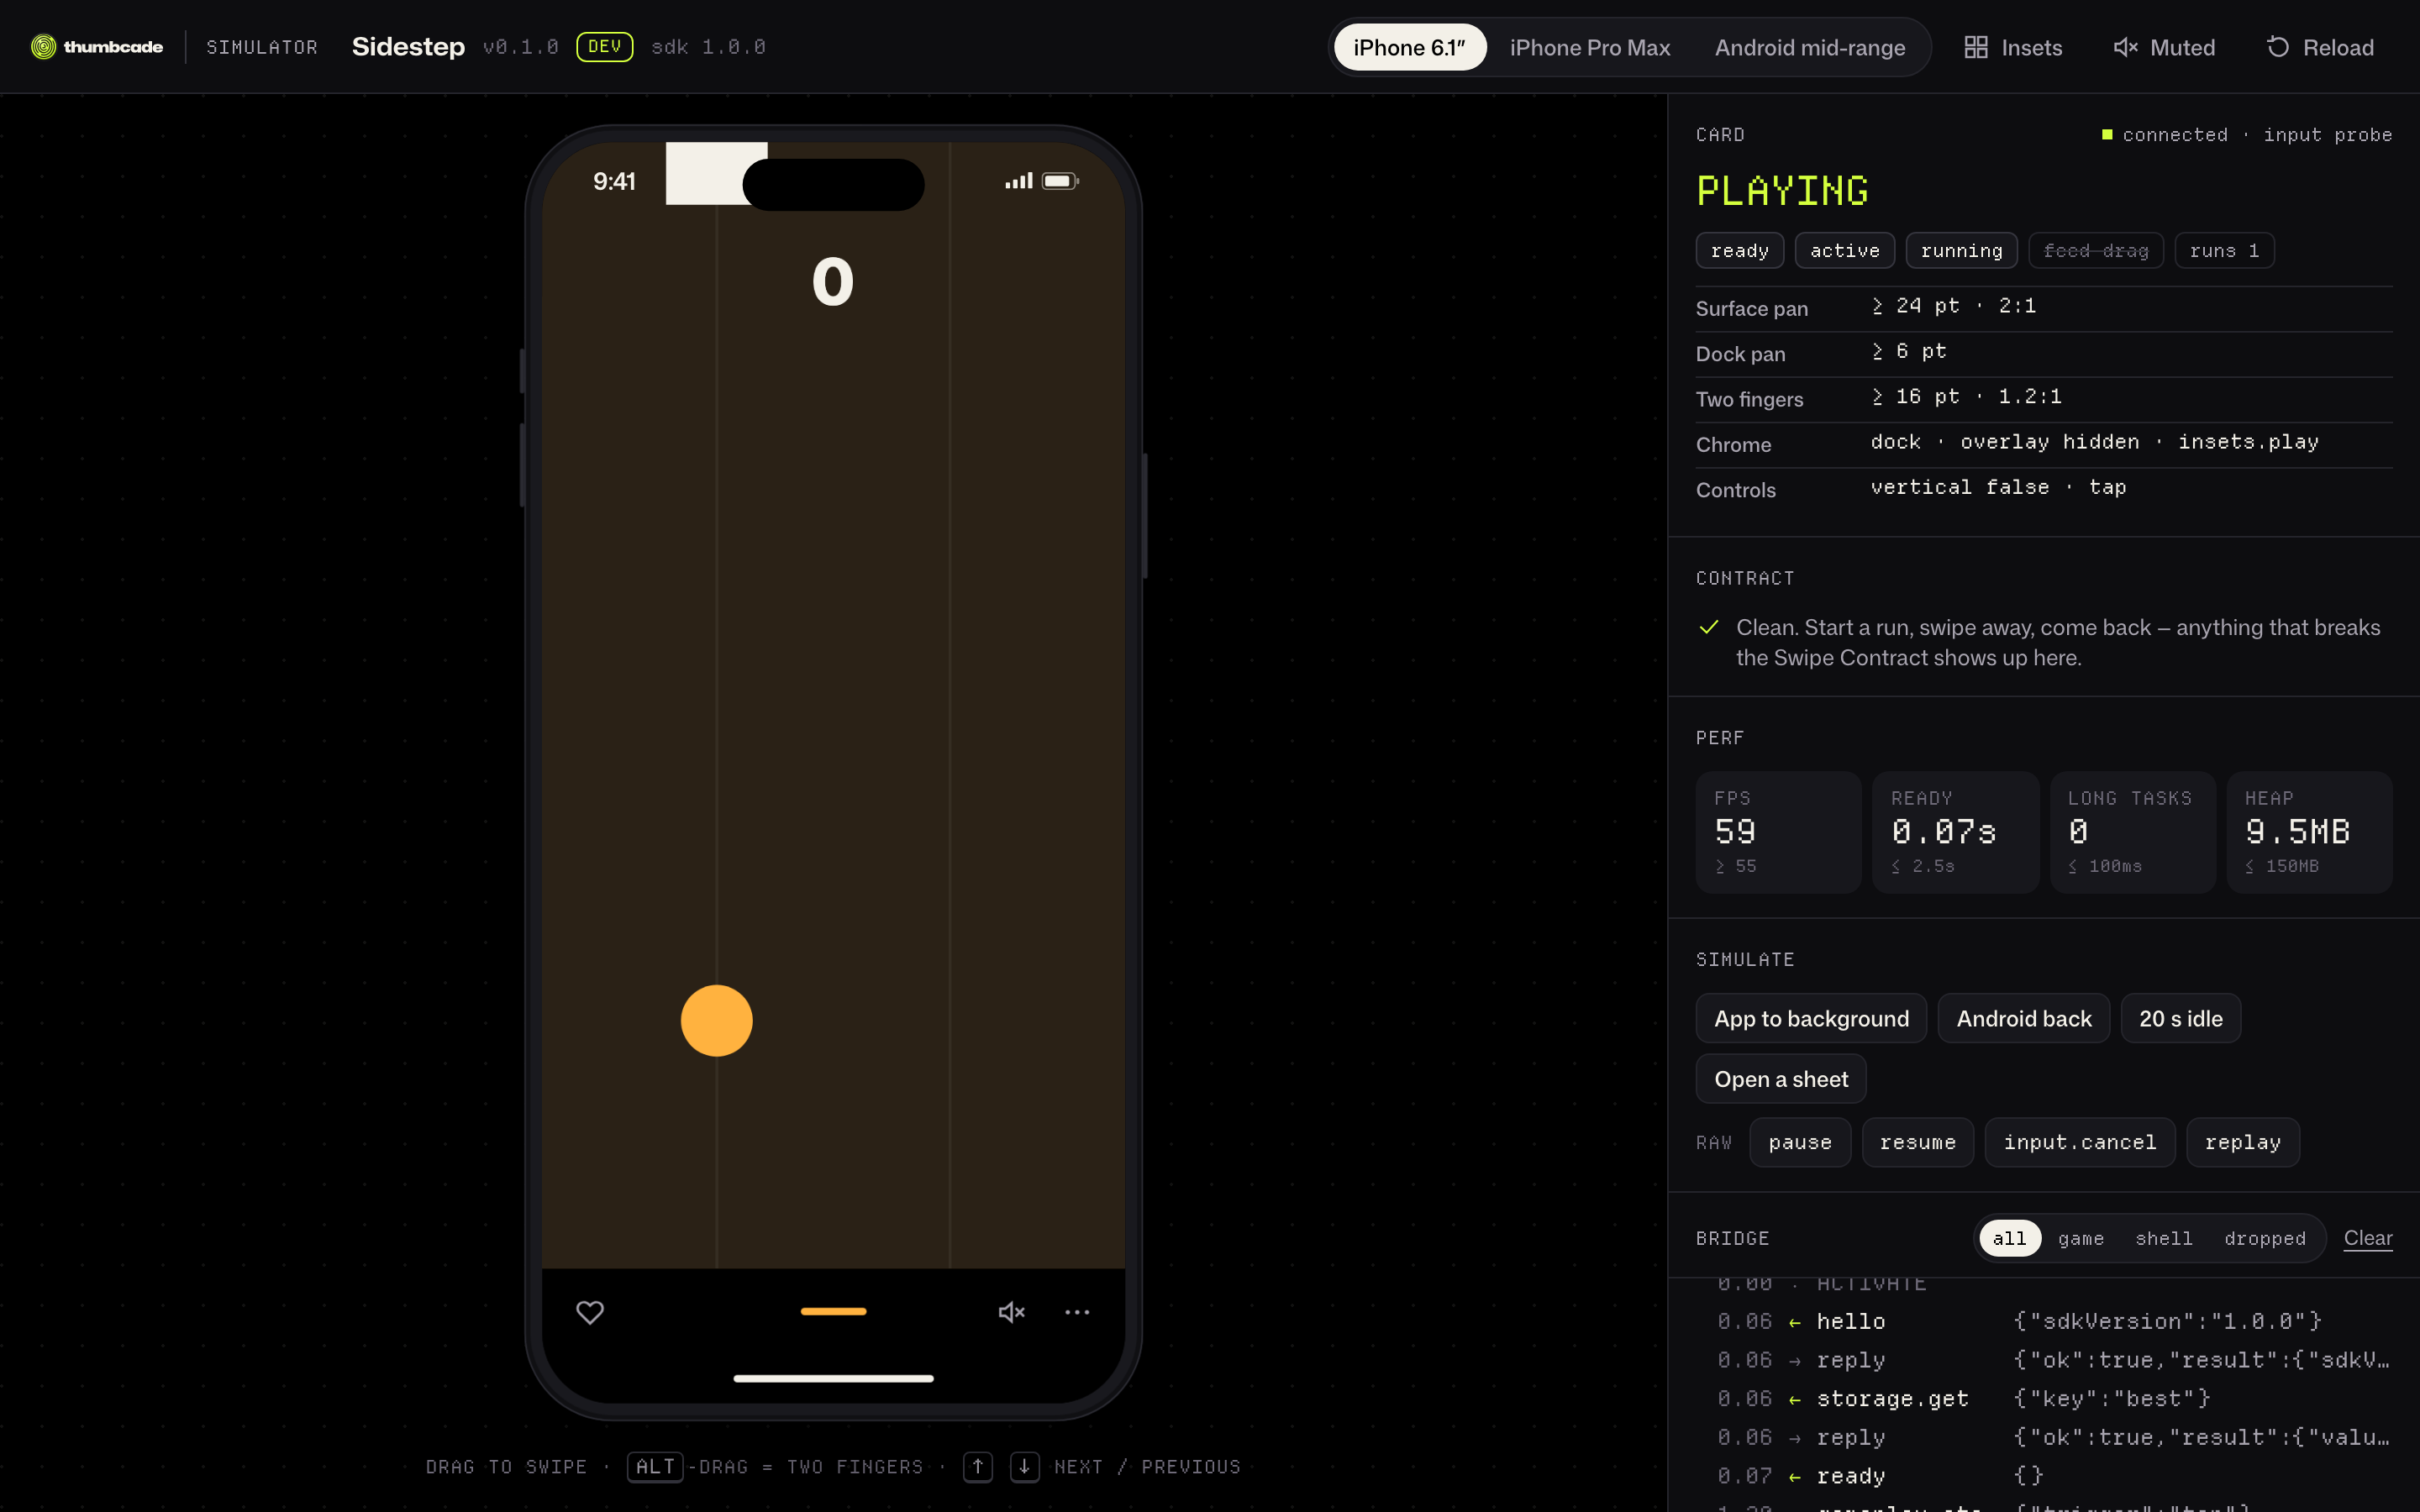 thumbcade SIMULATOR Sidestep v0.1.0 DEV sdk 1.0.0 iPhone 6.1″ iPhone Pro Max Android mid-range Insets Muted Reload
9:41
0
DRAG TO SWIPE · ALT-DRAG = TWO FINGERS · ↑ ↓ NEXT / PREVIOUS
CARD connected · input probe
PLAYING
ready active running feed drag runs 1
Surface pan ≥ 24 pt · 2:1
Dock pan ≥ 6 pt
Two fingers ≥ 16 pt · 1.2:1
Chrome dock · overlay hidden · insets.play
Controls vertical false · tap
CONTRACT
Clean. Start a run, swipe away, come back – anything that breaks
the Swipe Contract shows up here.
PERF
FPS READY LONG TASKS HEAP
59 0.07s 0 9.5MB
≥ 55 ≤ 2.5s ≤ 100ms ≤ 150MB
SIMULATE
App to background Android back 20 s idle
Open a sheet
RAW pause resume input.cancel replay
BRIDGE all game shell dropped Clear
0.00 · ACTIVATE
0.06 ← hello {"sdkVersion":"1.0.0"}
0.06 → reply {"ok":true,"result":{"sdkV…
0.06 ← storage.get {"key":"best"}
0.06 → reply {"ok":true,"result":{"valu…
0.07 ← ready {}